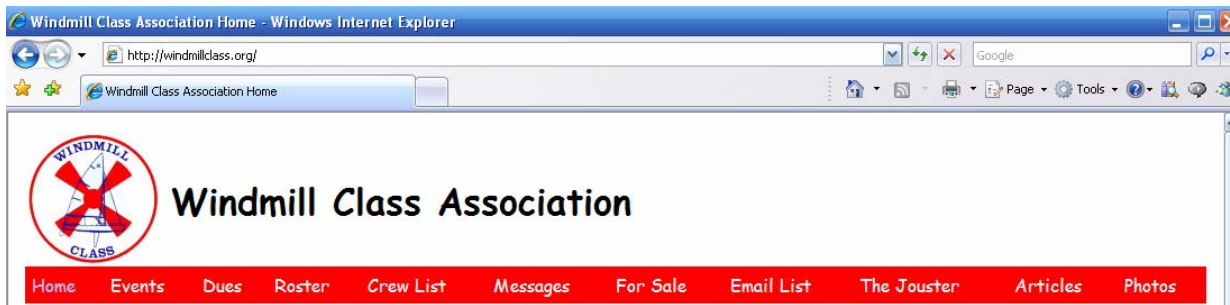 Windmill Class Association Home - Windows Internet Explorer
http://windmillclass.org/
Google
Windmill Class Association Home
Page
Tools
WINDMILL
CLASS
Windmill Class Association
Home Events Dues Roster Crew List Messages For Sale Email List The Jouster Articles Photos